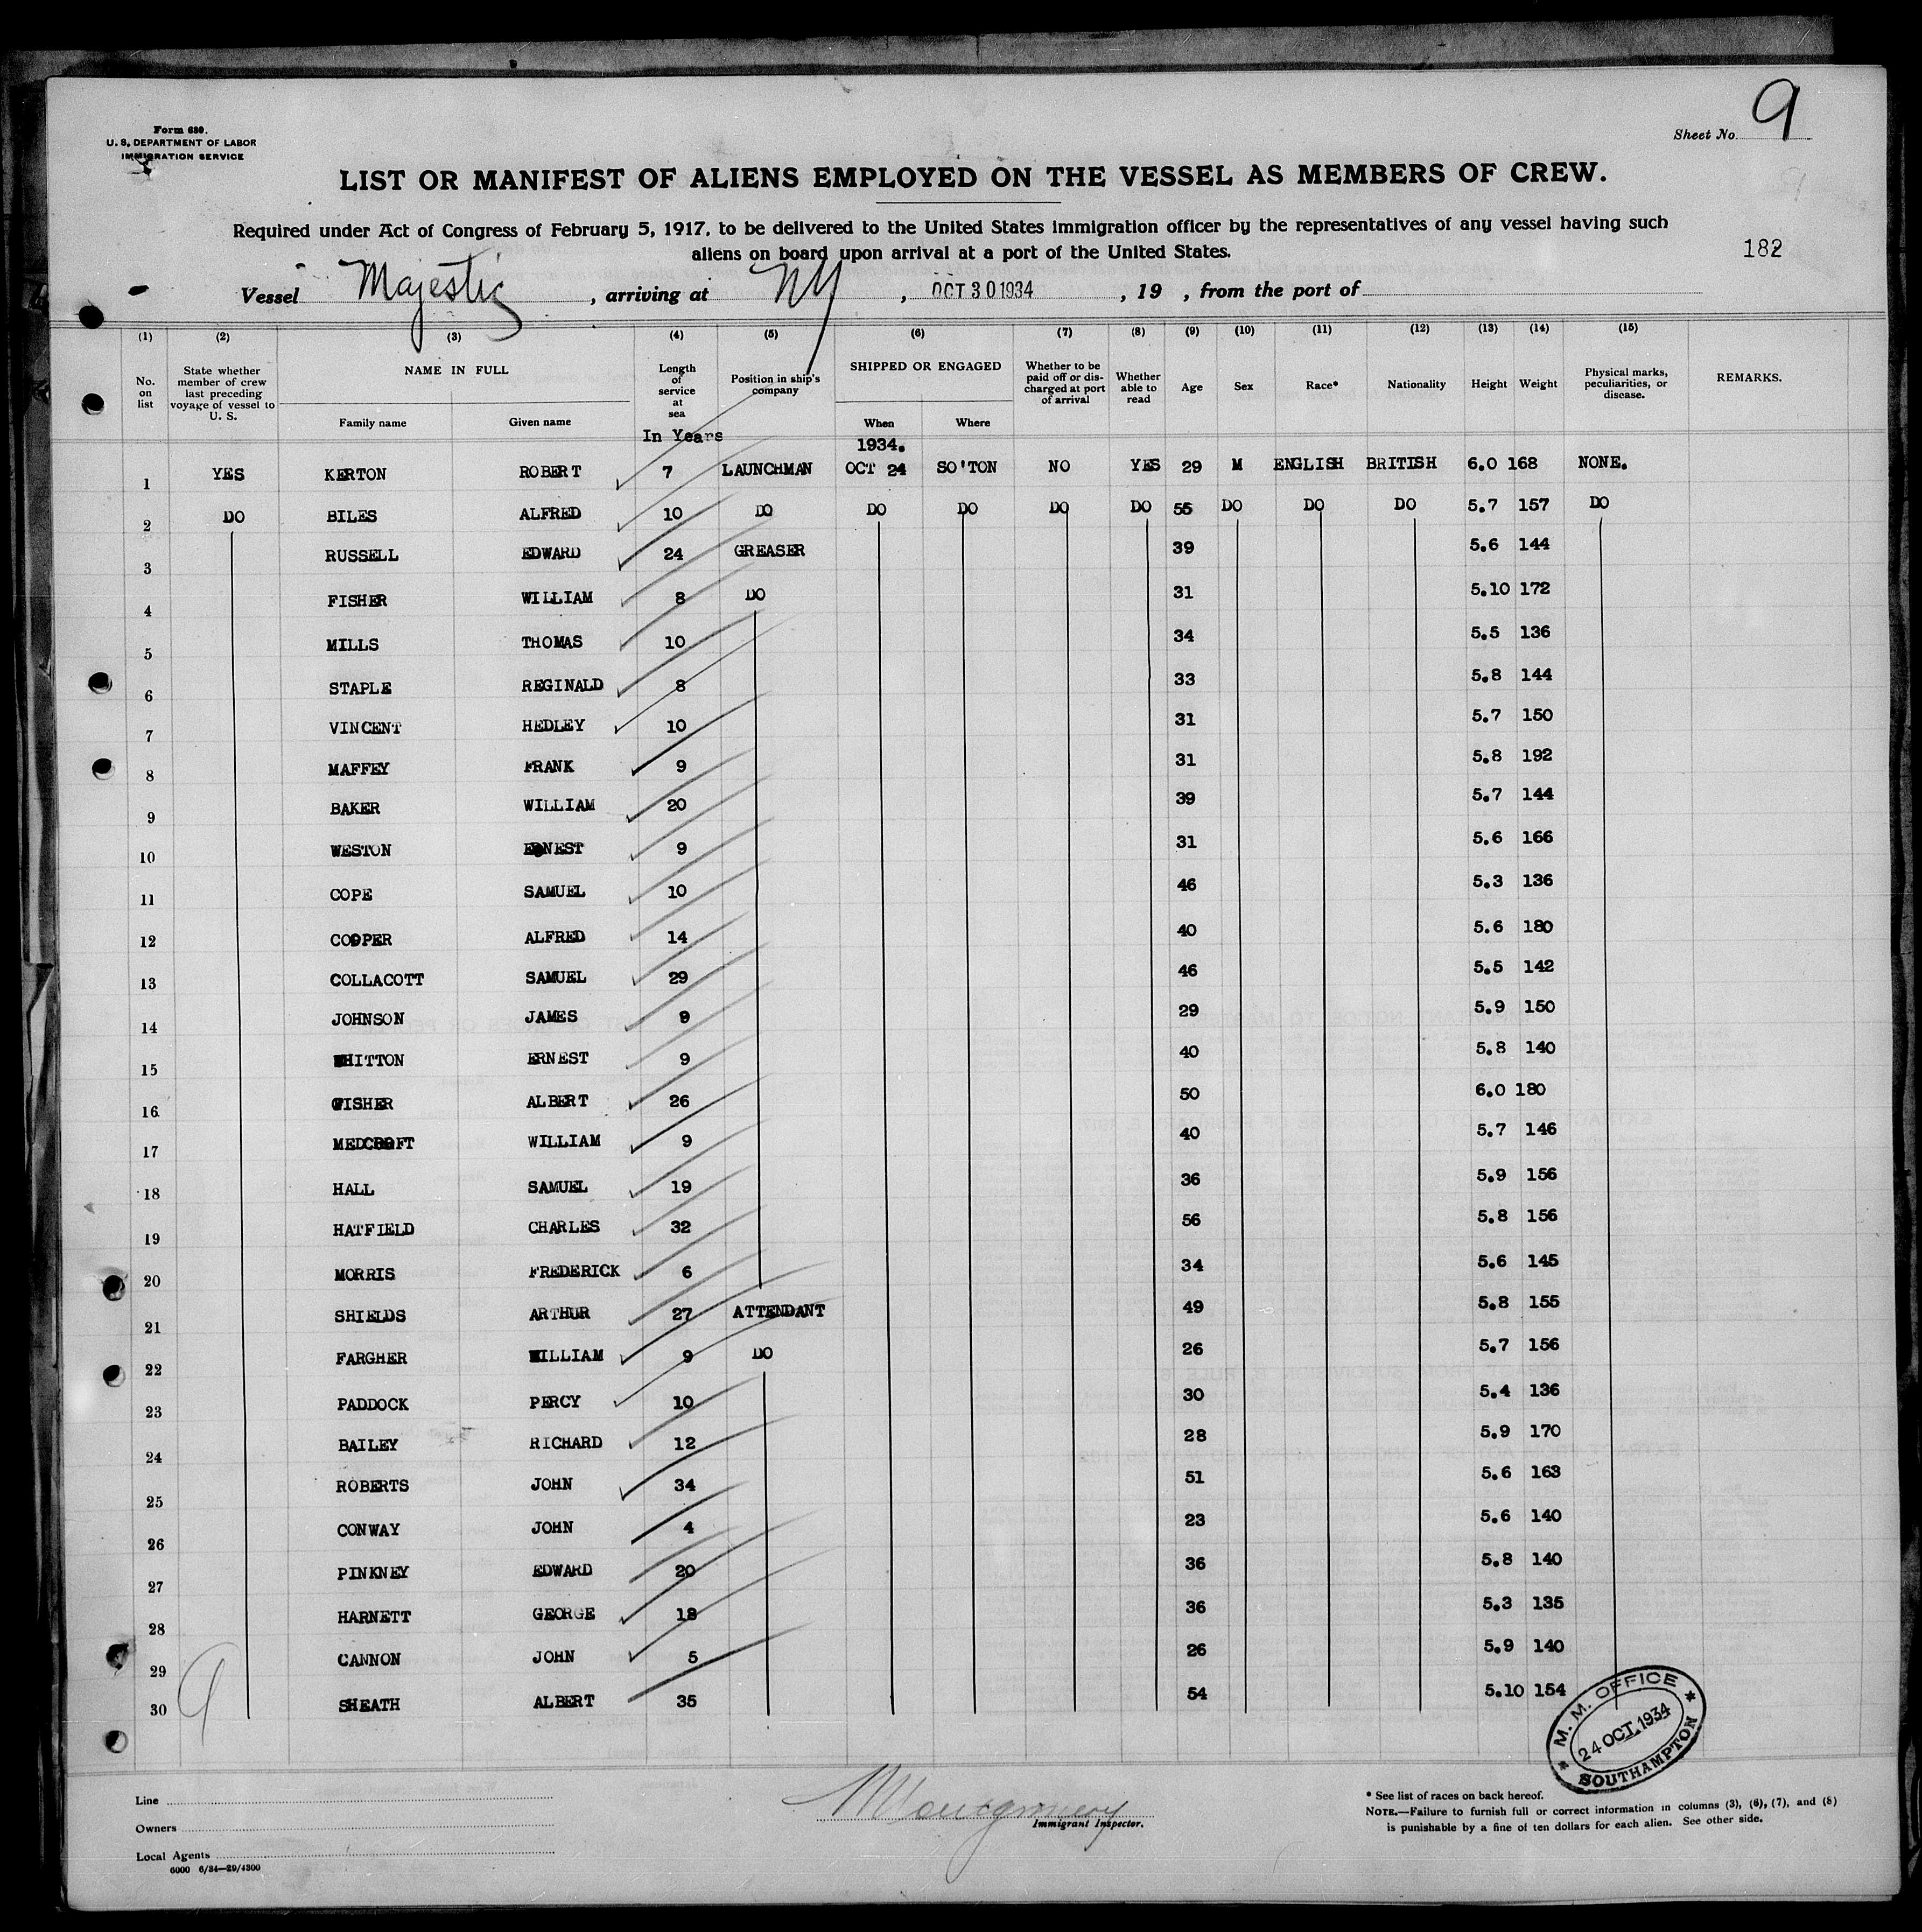 Form 689.
U. S. DEPARTMENT OF LABOR
IMMIGRATION SERVICE
Sheet No. 9
LIST OR MANIFEST OF ALIENS EMPLOYED ON THE VESSEL AS MEMBERS OF CREW.
Required under Act of Congress of February 5, 1917, to be delivered to the United States immigration officer by the representatives of any vessel having such
aliens on board upon arrival at a port of the United States.
182
Vessel Majestic, arriving at NY, OCT 30 1934, 19 , from the port of
(1) (2) (3) (4) (5) (6) (7) (8) (9) (10) (11) (12) (13) (14) (15)
No. on list State whether member of crew last preceding voyage of vessel to U. S. NAME IN FULL Length of service at sea Position in ship's company SHIPPED OR ENGAGED Whether to be paid off or discharged at port of arrival Whether able to read Age Sex Race* Nationality Height Weight Physical marks, peculiarities, or disease. REMARKS.
Family name Given name In Years When Where
1934.
1 YES KERTON ROBERT 7 LAUNCHMAN OCT 24 SO'TON NO YES 29 M ENGLISH BRITISH 6.0 168 NONE.
2 DO BILES ALFRED 10 DO DO DO DO DO 55 DO DO DO 5.7 157 DO
3 RUSSELL EDWARD 24 GREASER 39 5.6 144
4 FISHER WILLIAM 8 DO 31 5.10 172
5 MILLS THOMAS 10 34 5.5 136
6 STAPLE REGINALD 8 33 5.8 144
7 VINCENT HEDLEY 10 31 5.7 150
8 MAFFEY FRANK 9 31 5.8 192
9 BAKER WILLIAM 20 39 5.7 144
10 WESTON ERNEST 9 31 5.6 166
11 COPE SAMUEL 10 46 5.3 136
12 COOPER ALFRED 14 40 5.6 180
13 COLLACOTT SAMUEL 29 46 5.5 142
14 JOHNSON JAMES 9 29 5.9 150
15 WHITTON ERNEST 9 40 5.8 140
16 FISHER ALBERT 26 50 6.0 180
17 MEDCROFT WILLIAM 9 40 5.7 146
18 HALL SAMUEL 19 36 5.9 156
19 HATFIELD CHARLES 32 56 5.8 156
20 MORRIS FREDERICK 6 34 5.6 145
21 SHIELDS ARTHUR 27 ATTENDANT 49 5.8 155
22 FARGHER WILLIAM 9 DO 26 5.7 156
23 PADDOCK PERCY 10 30 5.4 136
24 BAILEY RICHARD 12 28 5.9 170
25 ROBERTS JOHN 34 51 5.6 163
26 CONWAY JOHN 4 23 5.6 140
27 PINKNEY EDWARD 20 36 5.8 140
28 HARNETT GEORGE 18 36 5.3 135
29 CANNON JOHN 5 26 5.9 140
30 SHEATH ALBERT 35 54 5.10 154
9
M. M. OFFICE
24 OCT. 1934
SOUTHAMPTON
Line
Owners
Local Agents
6000 6/34—29/4300
Montgomery
Immigrant Inspector.
* See list of races on back hereof.
NOTE.—Failure to furnish full or correct information in columns (3), (6), (7), and (8)
is punishable by a fine of ten dollars for each alien. See other side.